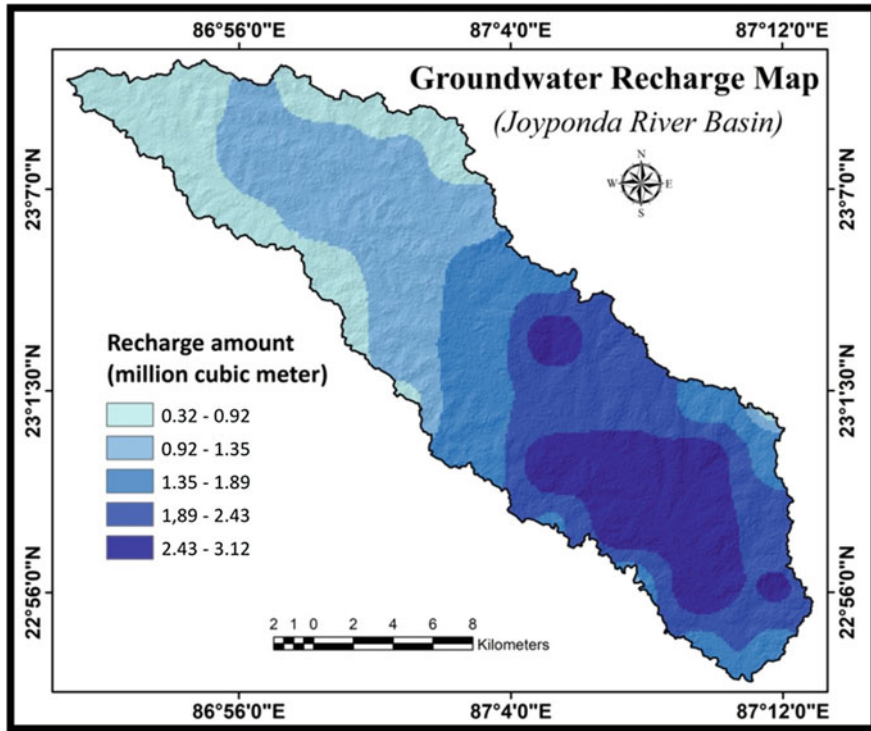 86°56'0"E 87°4'0"E 87°12'0"E
Groundwater Recharge Map
(Joyponda River Basin)
N
W E
S
23°7'0"N 23°7'0"N
23°1'30"N 23°1'30"N
22°56'0"N 22°56'0"N
Recharge amount
(million cubic meter)
0.32 - 0.92
0.92 - 1.35
1.35 - 1.89
1,89 - 2.43
2.43 - 3.12
2 1 0 2 4 6 8
Kilometers
86°56'0"E 87°4'0"E 87°12'0"E